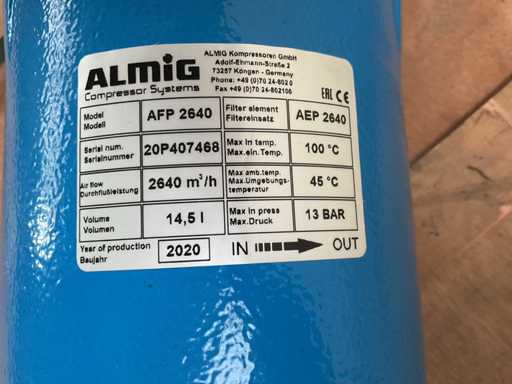 ALMiG
Compressor Systems
ALMIG Kompressoren GmbH
Adolf-Ehmann-Straße 2
73257 Köngen - Germany
Phone: +49 (0)70 24-802 0
Fax +49 (0)70 24-802106
Model
Modell
AFP 2640
Filter element
Filtereinsatz
AEP 2640
EAC CE
Serial num.
Serialnummer
20P407468
Max in temp.
Max.ein.Temp.
100 °C
Air flow
Durchflußleistung
2640 m³/h
Max amb.temp.
Max.Umgebungs-
temperatur
45 °C
Volume
Volumen
14,5 l
Max in press
Max.Druck
13 BAR
Year of production
Baujahr
2020
IN OUT